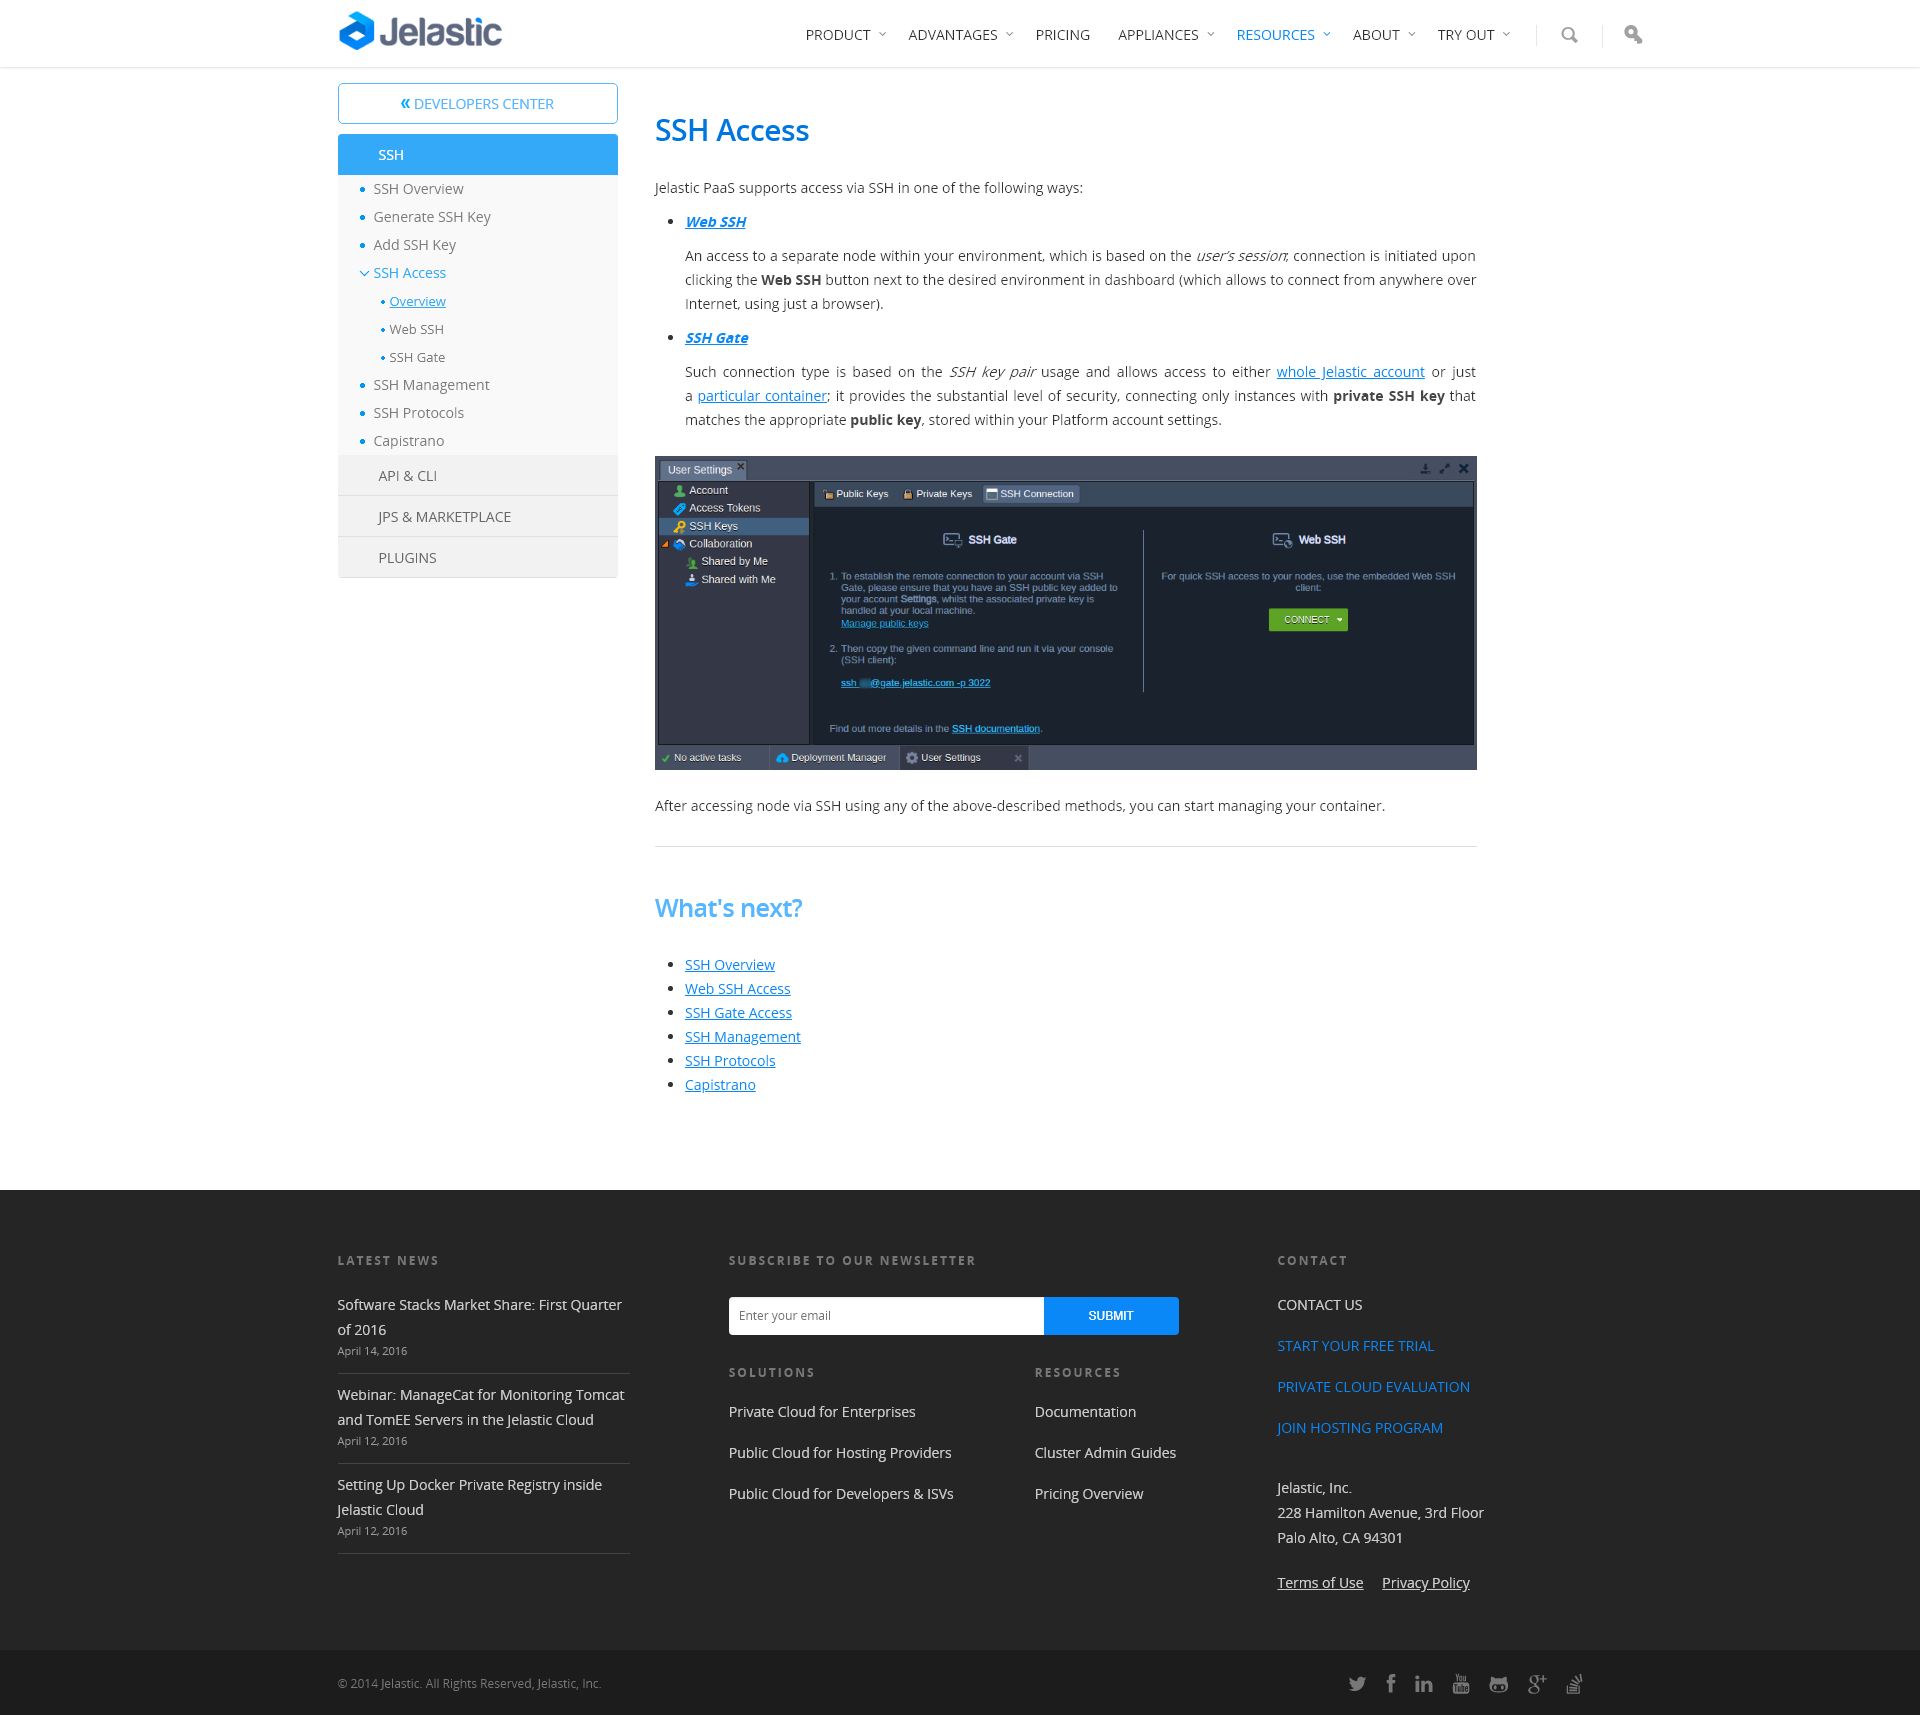 Jelastic
PRODUCT ADVANTAGES PRICING APPLIANCES RESOURCES ABOUT TRY OUT
« DEVELOPERS CENTER
SSH
SSH Overview
Generate SSH Key
Add SSH Key
SSH Access
Overview
Web SSH
SSH Gate
SSH Management
SSH Protocols
Capistrano
API & CLI
JPS & MARKETPLACE
PLUGINS
SSH Access
Jelastic PaaS supports access via SSH in one of the following ways:
• Web SSH
An access to a separate node within your environment, which is based on the user's session; connection is initiated upon
clicking the Web SSH button next to the desired environment in dashboard (which allows to connect from anywhere over
Internet, using just a browser).
• SSH Gate
Such connection type is based on the SSH key pair usage and allows access to either whole Jelastic account or just
a particular container; it provides the substantial level of security, connecting only instances with private SSH key that
matches the appropriate public key, stored within your Platform account settings.
User Settings
Account
Access Tokens
SSH Keys
Collaboration
Shared by Me
Shared with Me
Public Keys Private Keys SSH Connection
SSH Gate
1. To establish the remote connection to your account via SSH
Gate, please ensure that you have an SSH public key added to
your account Settings, whilst the associated private key is
handled at your local machine.
Manage public keys
2. Then copy the given command line and run it via your console
(SSH client):
ssh @gate.jelastic.com -p 3022
Find out more details in the SSH documentation.
Web SSH
For quick SSH access to your nodes, use the embedded Web SSH
client:
CONNECT
No active tasks Deployment Manager User Settings
After accessing node via SSH using any of the above-described methods, you can start managing your container.
What's next?
• SSH Overview
• Web SSH Access
• SSH Gate Access
• SSH Management
• SSH Protocols
• Capistrano
LATEST NEWS
Software Stacks Market Share: First Quarter
of 2016
April 14, 2016
Webinar: ManageCat for Monitoring Tomcat
and TomEE Servers in the Jelastic Cloud
April 12, 2016
Setting Up Docker Private Registry inside
Jelastic Cloud
April 12, 2016
SUBSCRIBE TO OUR NEWSLETTER
Enter your email SUBMIT
SOLUTIONS
Private Cloud for Enterprises
Public Cloud for Hosting Providers
Public Cloud for Developers & ISVs
RESOURCES
Documentation
Cluster Admin Guides
Pricing Overview
CONTACT
CONTACT US
START YOUR FREE TRIAL
PRIVATE CLOUD EVALUATION
JOIN HOSTING PROGRAM
Jelastic, Inc.
228 Hamilton Avenue, 3rd Floor
Palo Alto, CA 94301
Terms of Use Privacy Policy
© 2014 Jelastic. All Rights Reserved, Jelastic, Inc.